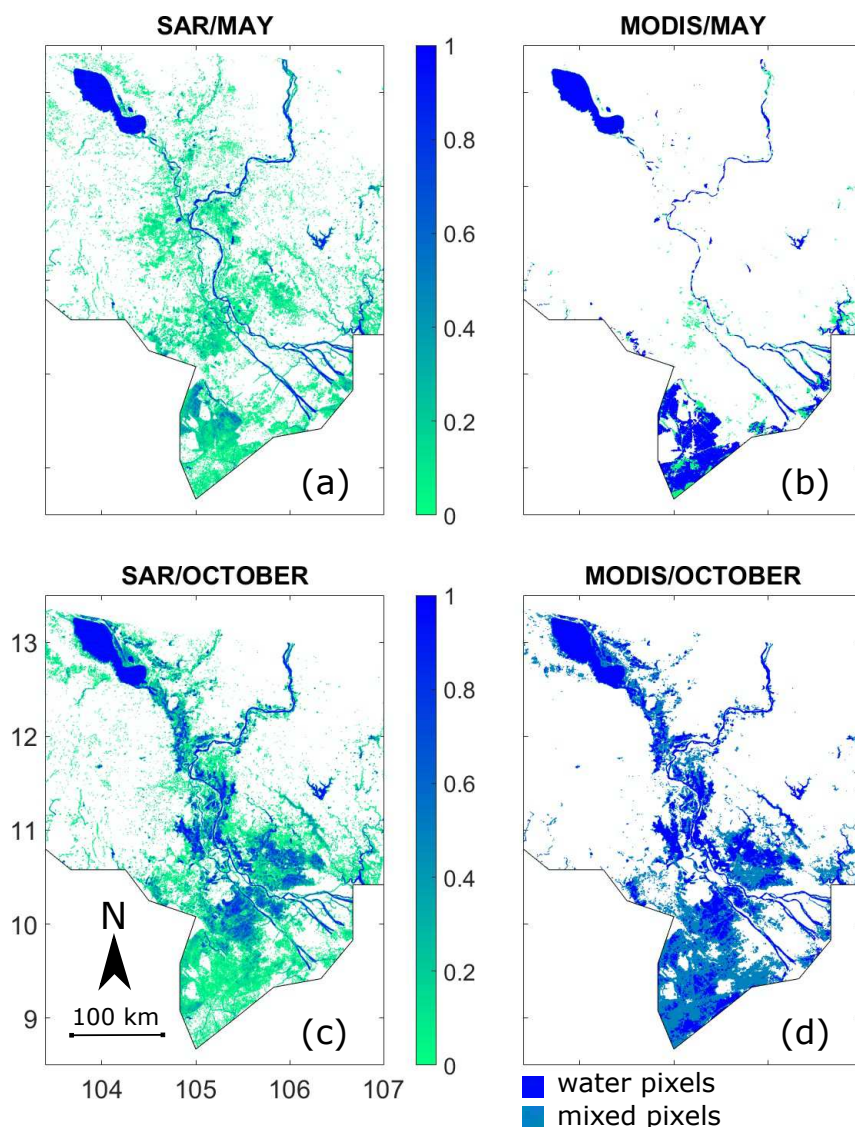 SAR/MAY
MODIS/MAY
1
0.8
0.6
0.4
0.2
0
(a)
(b)
SAR/OCTOBER
MODIS/OCTOBER
1
0.8
0.6
0.4
0.2
0
13
12
11
10
9
N
100 km
(c)
(d)
104
105
106
107
water pixels
mixed pixels